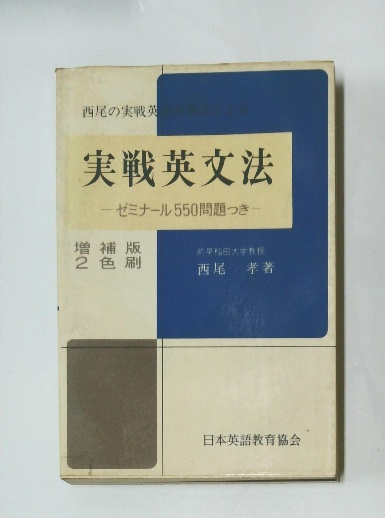 西尾の実戦英
実戦英文法
―ゼミナール550問題つき―
増補版
2色刷
前早稲田大学教授
西尾 孝著
日本英語教育協会